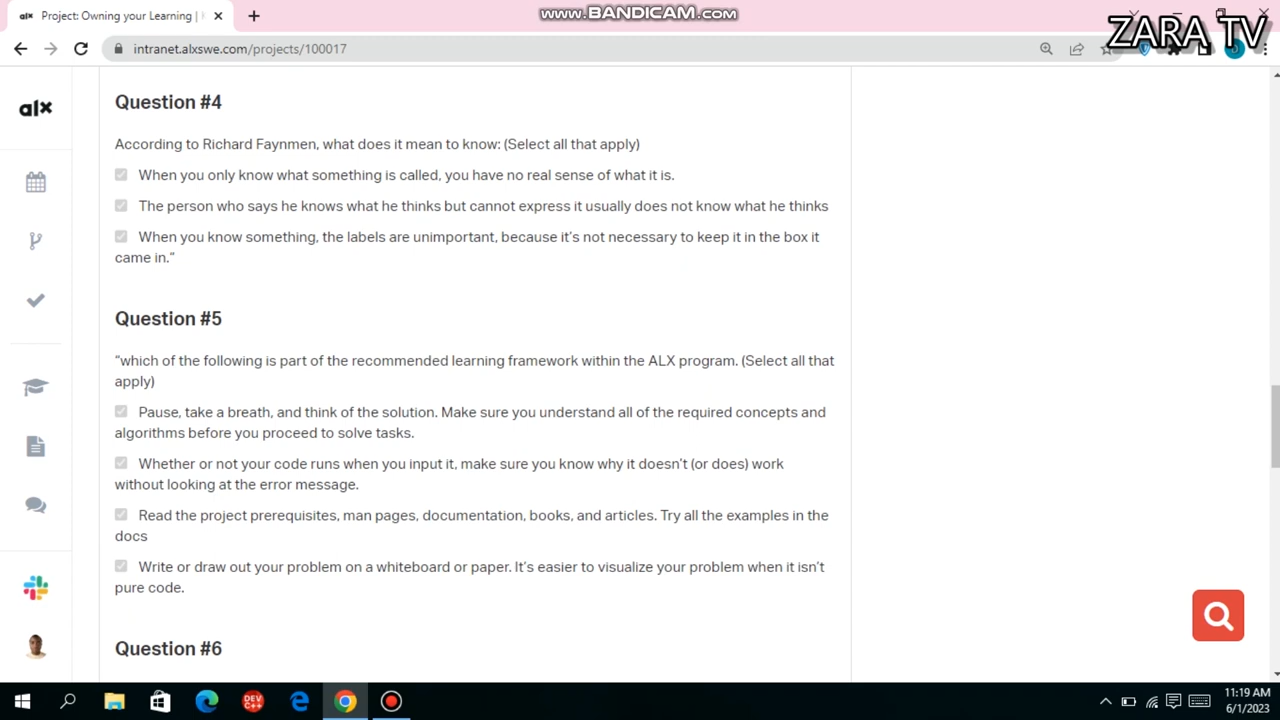 alx Project: Owning your Learning |
www.BANDICAM.com
ZARA TV
intranet.alxswe.com/projects/100017
alx
Question #4
According to Richard Faynmen, what does it mean to know: (Select all that apply)
When you only know what something is called, you have no real sense of what it is.
The person who says he knows what he thinks but cannot express it usually does not know what he thinks
When you know something, the labels are unimportant, because it’s not necessary to keep it in the box it
came in.”
Question #5
“which of the following is part of the recommended learning framework within the ALX program. (Select all that
apply)
Pause, take a breath, and think of the solution. Make sure you understand all of the required concepts and
algorithms before you proceed to solve tasks.
Whether or not your code runs when you input it, make sure you know why it doesn’t (or does) work
without looking at the error message.
Read the project prerequisites, man pages, documentation, books, and articles. Try all the examples in the
docs
Write or draw out your problem on a whiteboard or paper. It’s easier to visualize your problem when it isn’t
pure code.
Question #6
DEV
C++
11:19 AM
6/1/2023